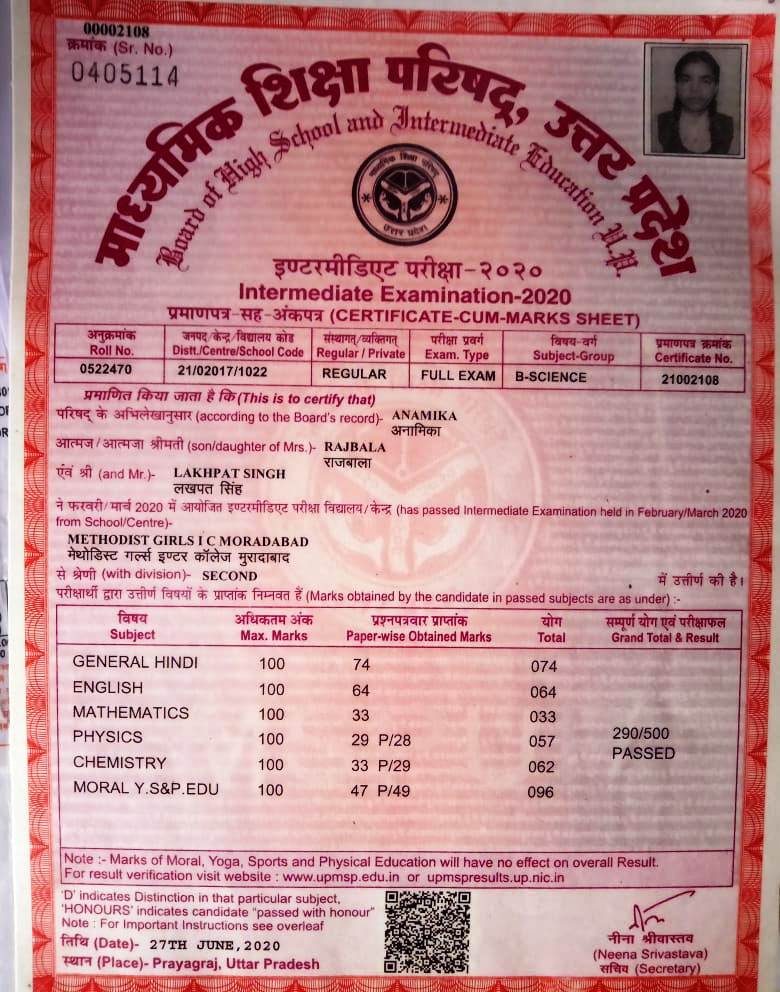 00002108
क्रमांक (Sr. No.)
0405114
माध्यमिक शिक्षा परिषद्, उत्तर प्रदेश
Board of High School and Intermediate Education U.P.
माध्यमिक शिक्षा परिषद्
उत्तर प्रदेश
इण्टरमीडिएट परीक्षा-२०२०
Intermediate Examination-2020
प्रमाणपत्र-सह-अंकपत्र (CERTIFICATE-CUM-MARKS SHEET)
अनुक्रमांक जनपद/केन्द्र/विद्यालय कोड संस्थागत्/व्यक्तिगत् परीक्षा प्रवर्ग विषय-वर्ग प्रमाणपत्र क्रमांक
Roll No. Distt./Centre/School Code Regular / Private Exam. Type Subject-Group Certificate No.
0522470 21/02017/1022 REGULAR FULL EXAM B-SCIENCE 21002108
प्रमाणित किया जाता है कि (This is to certify that)
परिषद् के अभिलेखानुसार (according to the Board's record)- ANAMIKA
अनामिका
आत्मज/आत्मजा श्रीमती (son/daughter of Mrs.)- RAJBALA
राजबाला
एंवं श्री (and Mr.)- LAKHPAT SINGH
लखपत सिंह
ने फरवरी/मार्च 2020 में आयोजित इण्टरमीडिएट परीक्षा विद्यालय/केन्द्र (has passed Intermediate Examination held in February/March 2020
from School/Centre)-
METHODIST GIRLS I C MORADABAD
मेथोडिस्ट गर्ल्स इण्टर कॉलेज मुरादाबाद
से श्रेणी (with division)- SECOND में उत्तीर्ण की है।
परीक्षार्थी द्वारा उत्तीर्ण विषयों के प्राप्तांक निम्नवत हैं (Marks obtained by the candidate in passed subjects are as under) :-
विषय अधिकतम अंक प्रश्नपत्रवार प्राप्तांक योग सम्पूर्ण योग एवं परीक्षाफल
Subject Max. Marks Paper-wise Obtained Marks Total Grand Total & Result
GENERAL HINDI 100 74 074
ENGLISH 100 64 064
MATHEMATICS 100 33 033
PHYSICS 100 29 P/28 057 290/500
PASSED
CHEMISTRY 100 33 P/29 062
MORAL Y.S&P.EDU 100 47 P/49 096
Note :- Marks of Moral, Yoga, Sports and Physical Education will have no effect on overall Result.
For result verification visit website : www.upmsp.edu.in or upmspresults.up.nic.in
'D' indicates Distinction in that particular subject,
'HONOURS' indicates candidate "passed with honour"
Note : For Important Instructions see overleaf
तिथि (Date)- 27TH JUNE,2020
स्थान (Place)- Prayagraj, Uttar Pradesh
नीना श्रीवास्तव
(Neena Srivastava)
सचिव (Secretary)